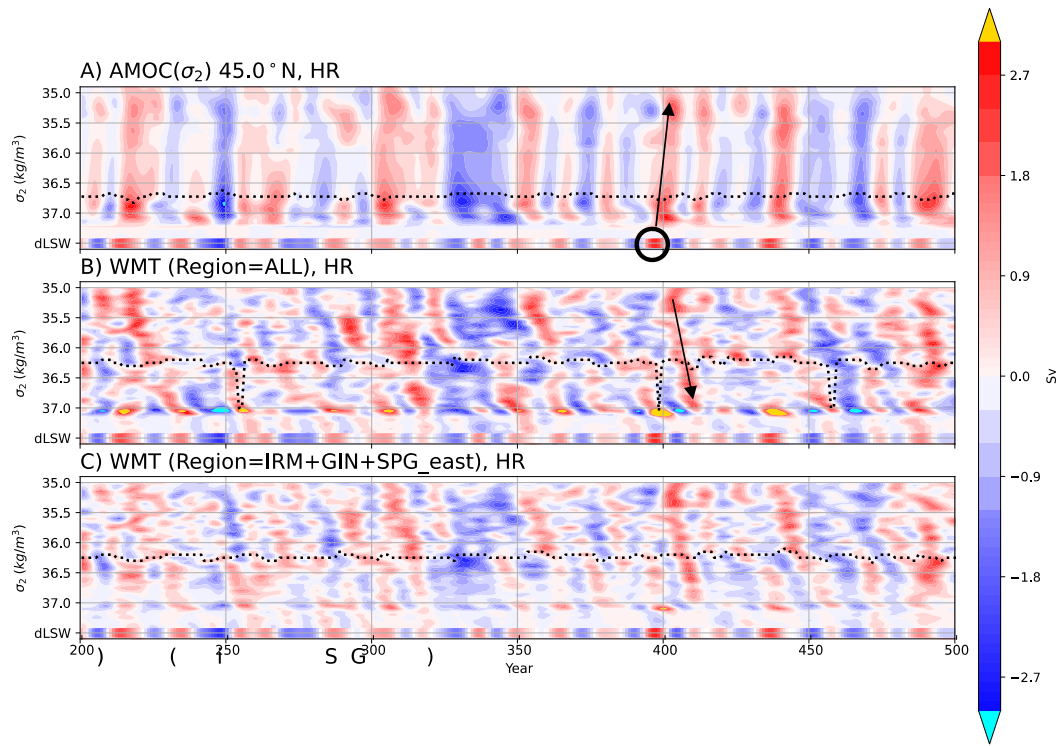 A) AMOC(σ₂) 45.0°N, HR
35.0
35.5
36.0
36.5
37.0
dLSW
σ₂ (kg/m³)
B) WMT (Region=ALL), HR
35.0
35.5
36.0
36.5
37.0
dLSW
σ₂ (kg/m³)
C) WMT (Region=IRM+GIN+SPG_east), HR
35.0
35.5
36.0
36.5
37.0
dLSW
σ₂ (kg/m³)
200 250 300 350 400 450 500
) ( i S G )
Year
2.7
1.8
0.9
0.0
−0.9
−1.8
−2.7
Sv